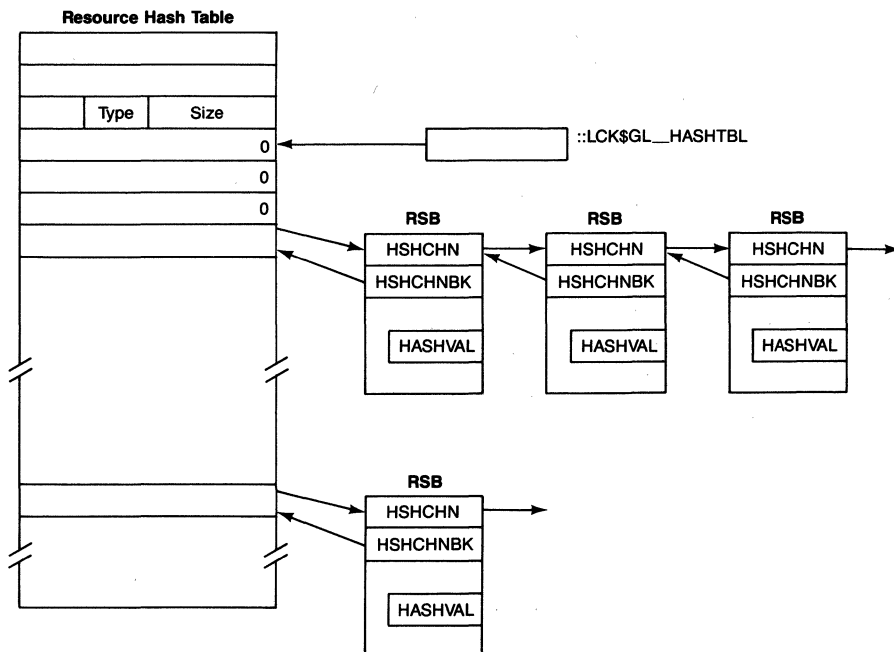 Resource Hash Table
Type Size
0
::LCK$GL__HASHTBL
0
0
RSB RSB RSB
HSHCHN HSHCHN HSHCHN
HSHCHNBK HSHCHNBK HSHCHNBK
HASHVAL HASHVAL HASHVAL
RSB
HSHCHN
HSHCHNBK
HASHVAL